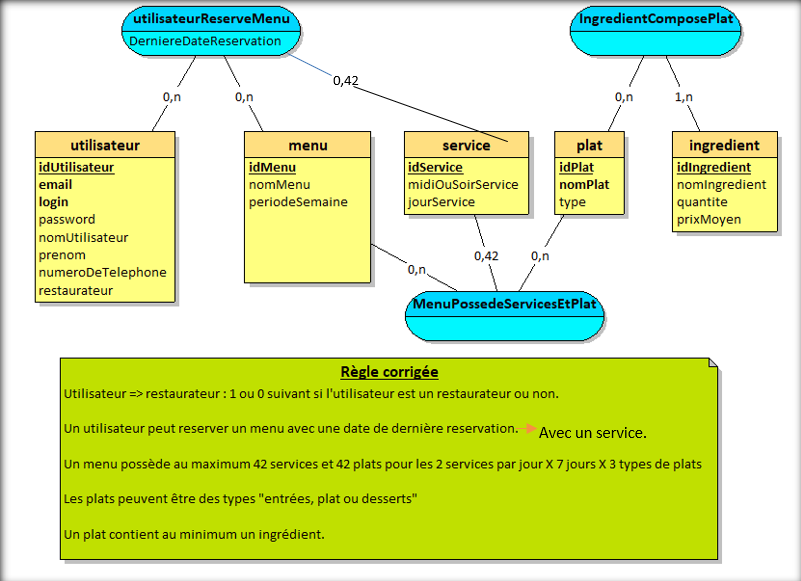 utilisateurReserveMenu
DerniereDateReservation
IngredientComposePlat
0,42
0,n
0,n
0,n
1,n
utilisateur
idUtilisateur
email
login
password
nomUtilisateur
prenom
numeroDeTelephone
restaurateur
menu
idMenu
nomMenu
periodeSemaine
service
idService
midiOuSoirService
jourService
plat
idPlat
nomPlat
type
ingredient
idIngredient
nomIngredient
quantite
prixMoyen
0,n
0,42
0,n
MenuPossedeServicesEtPlat
Règle corrigée
Utilisateur => restaurateur : 1 ou 0 suivant si l'utilisateur est un restaurateur ou non.
Un utilisateur peut reserver un menu avec une date de dernière reservation. Avec un service.
Un menu possède au maximum 42 services et 42 plats pour les 2 services par jour X 7 jours X 3 types de plats
Les plats peuvent être des types "entrées, plat ou desserts"
Un plat contient au minimum un ingrédient.